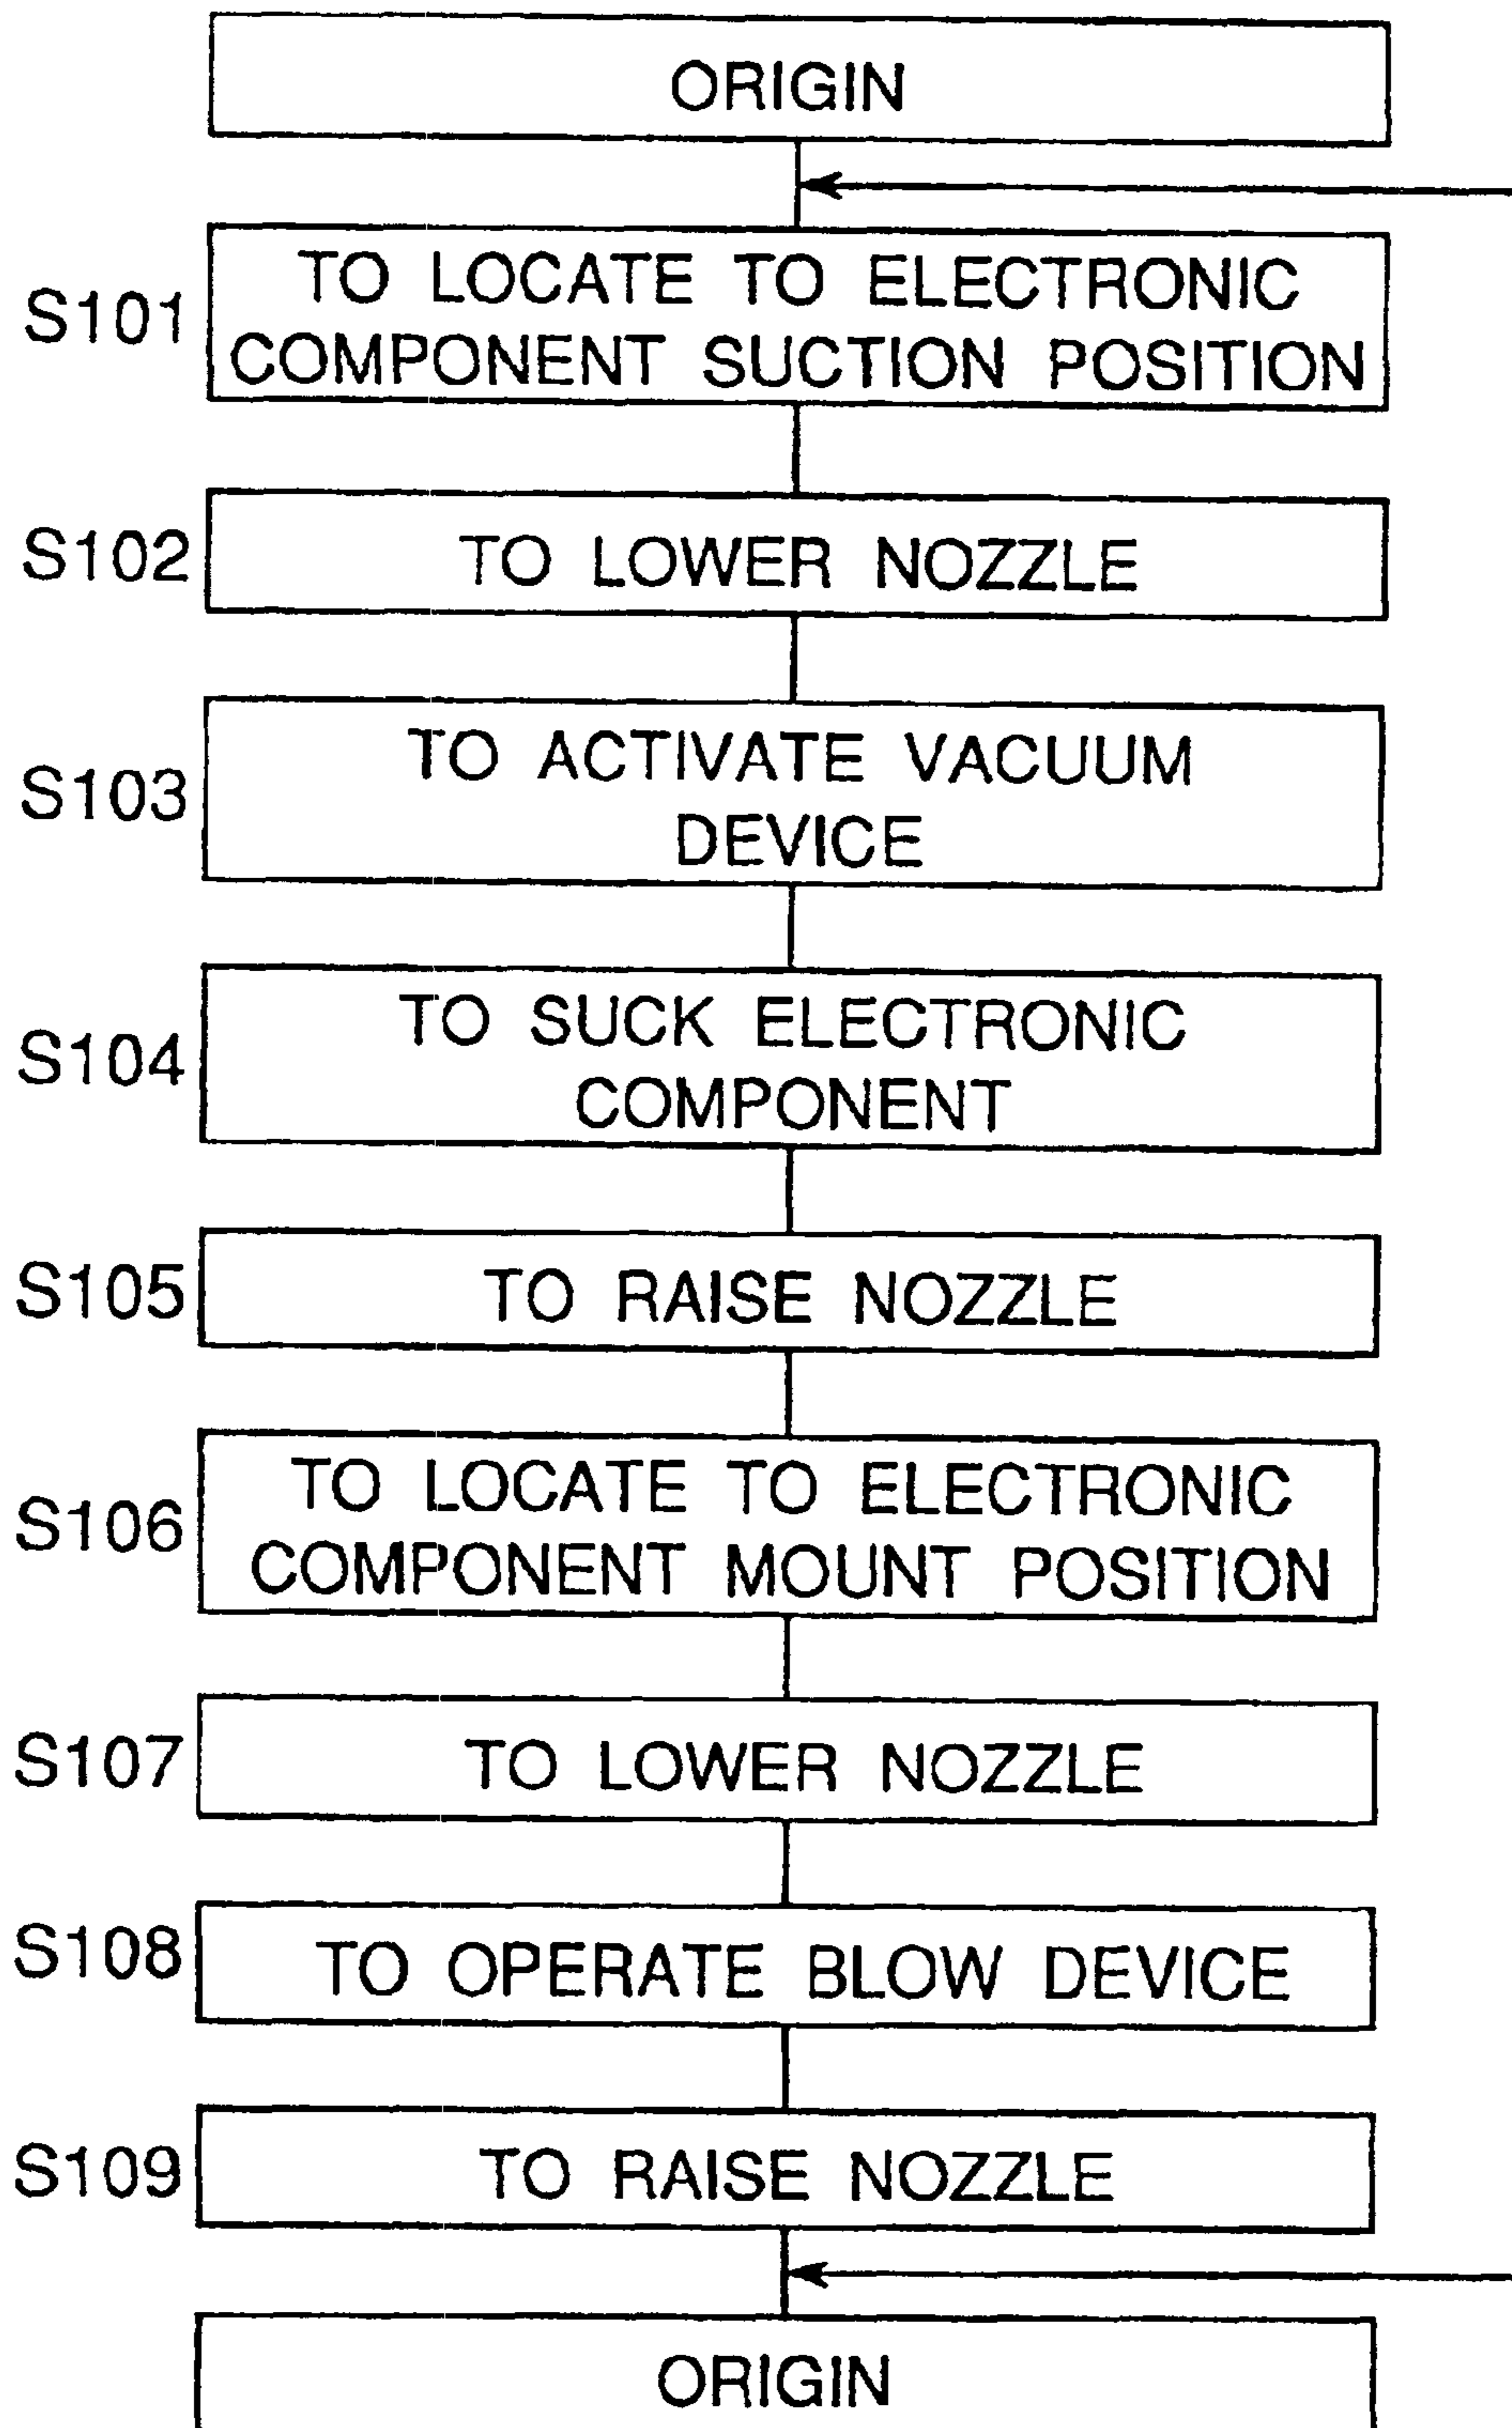 ORIGIN
S101
TO LOCATE TO ELECTRONIC
COMPONENT SUCTION POSITION
S102
TO LOWER NOZZLE
S103
TO ACTIVATE VACUUM
DEVICE
S104
TO SUCK ELECTRONIC
COMPONENT
S105
TO RAISE NOZZLE
S106
TO LOCATE TO ELECTRONIC
COMPONENT MOUNT POSITION
S107
TO LOWER NOZZLE
S108
TO OPERATE BLOW DEVICE
S109
TO RAISE NOZZLE
ORIGIN